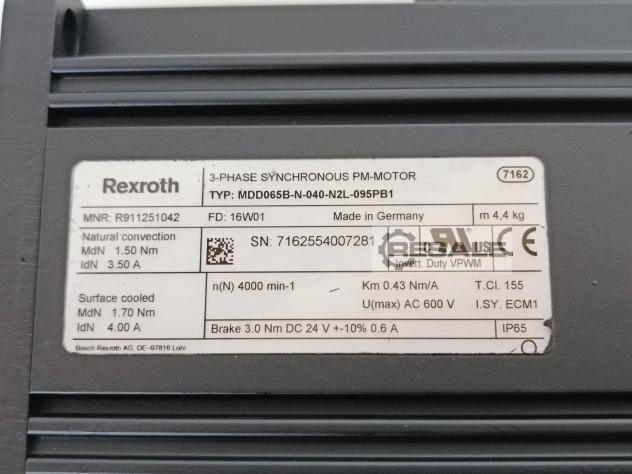 Rexroth
3-PHASE SYNCHRONOUS PM-MOTOR
7162
TYP: MDD065B-N-040-N2L-095PB1
MNR: R911251042
FD: 16W01
Made in Germany
m 4,4 kg
Natural convection
MdN 1.50 Nm
IdN 3.50 A
SN: 7162554007281
RESALE
US
CE
Invert. Duty VPWM
Surface cooled
MdN 1.70 Nm
IdN 4.00 A
n(N) 4000 min-1
Km 0.43 Nm/A
T.Cl. 155
U(max) AC 600 V
I.SY. ECM1
Brake 3.0 Nm DC 24 V +-10% 0.6 A
IP65
Bosch Rexroth AG, DE-97816 Lohr